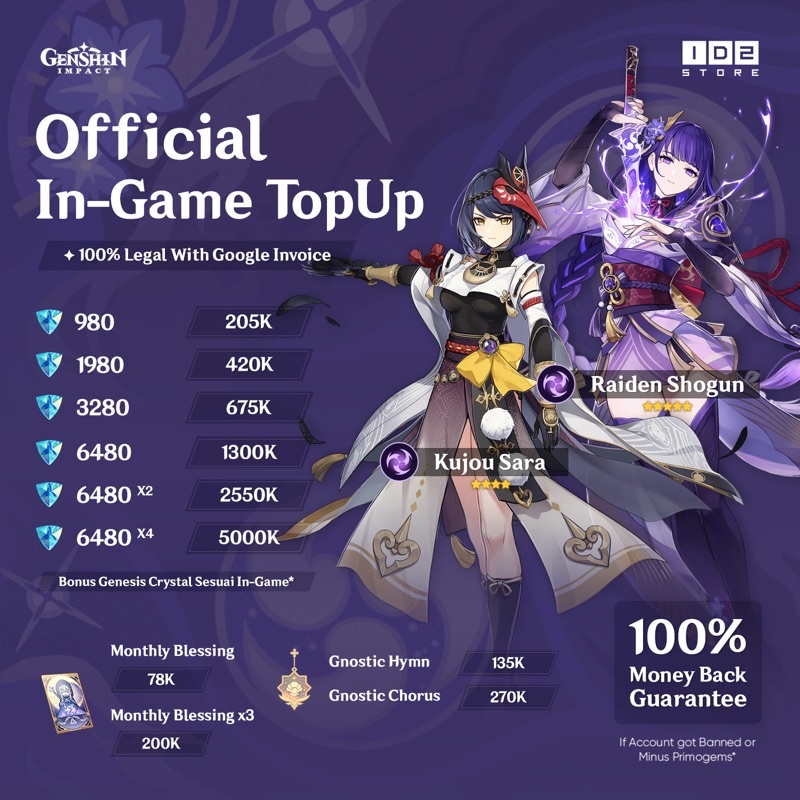 GENSHIN
IMPACT
ID2
STORE
Official
In-Game TopUp
100% Legal With Google Invoice
980 205K
1980 420K
3280 675K
6480 1300K
6480 X2 2550K
6480 X4 5000K
Bonus Genesis Crystal Sesuai In-Game*
Raiden Shogun
Kujou Sara
Monthly Blessing
78K
Monthly Blessing x3
200K
Gnostic Hymn 135K
Gnostic Chorus 270K
100%
Money Back
Guarantee
If Account got Banned or
Minus Primogems*